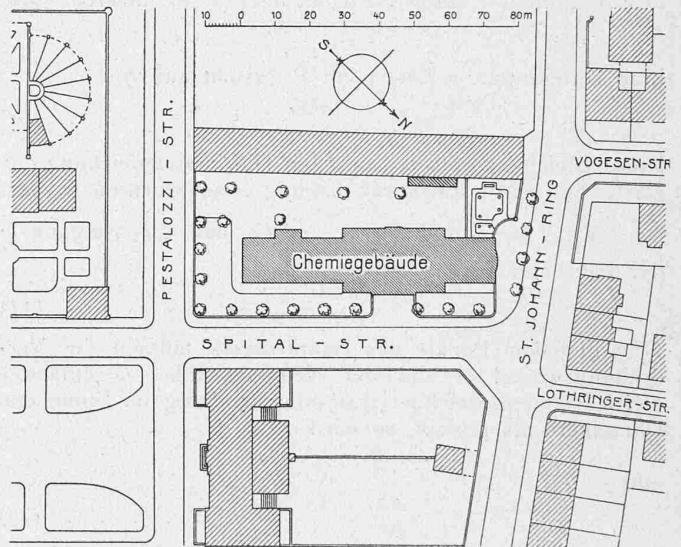 10 0 10 20 30 40 50 60 70 80m
S.
N
PESTALOZZI STR.
VOGESEN-STR
ST. JOHANN-RING
Chemiegebäude
SPITAL STR.
LOTHRINGER-STR.